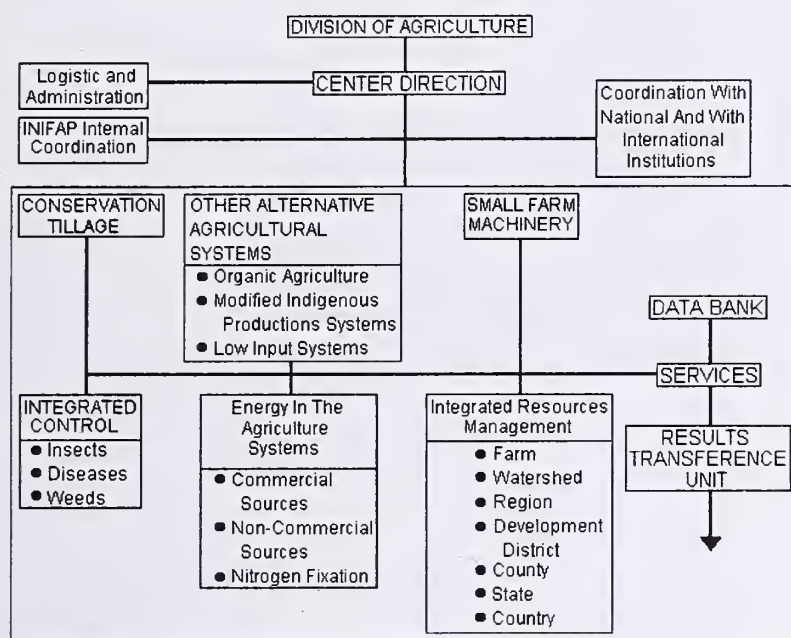 DIVISION OF AGRICULTURE
Logistic and
Administration
CENTER DIRECTION
INIFAP Internal
Coordination
Coordination With
National And With
International
Institutions
CONSERVATION
TILLAGE
OTHER ALTERNATIVE
AGRICULTURAL
SYSTEMS
● Organic Agriculture
● Modified Indigenous
Productions Systems
● Low Input Systems
SMALL FARM
MACHINERY
DATA BANK
SERVICES
INTEGRATED
CONTROL
● Insects
● Diseases
● Weeds
Energy In The
Agriculture
Systems
● Commercial
Sources
● Non-Commercial
Sources
● Nitrogen Fixation
Integrated Resources
Management
● Farm
● Watershed
● Region
● Development
District
● County
● State
● Country
RESULTS
TRANSFERENCE
UNIT